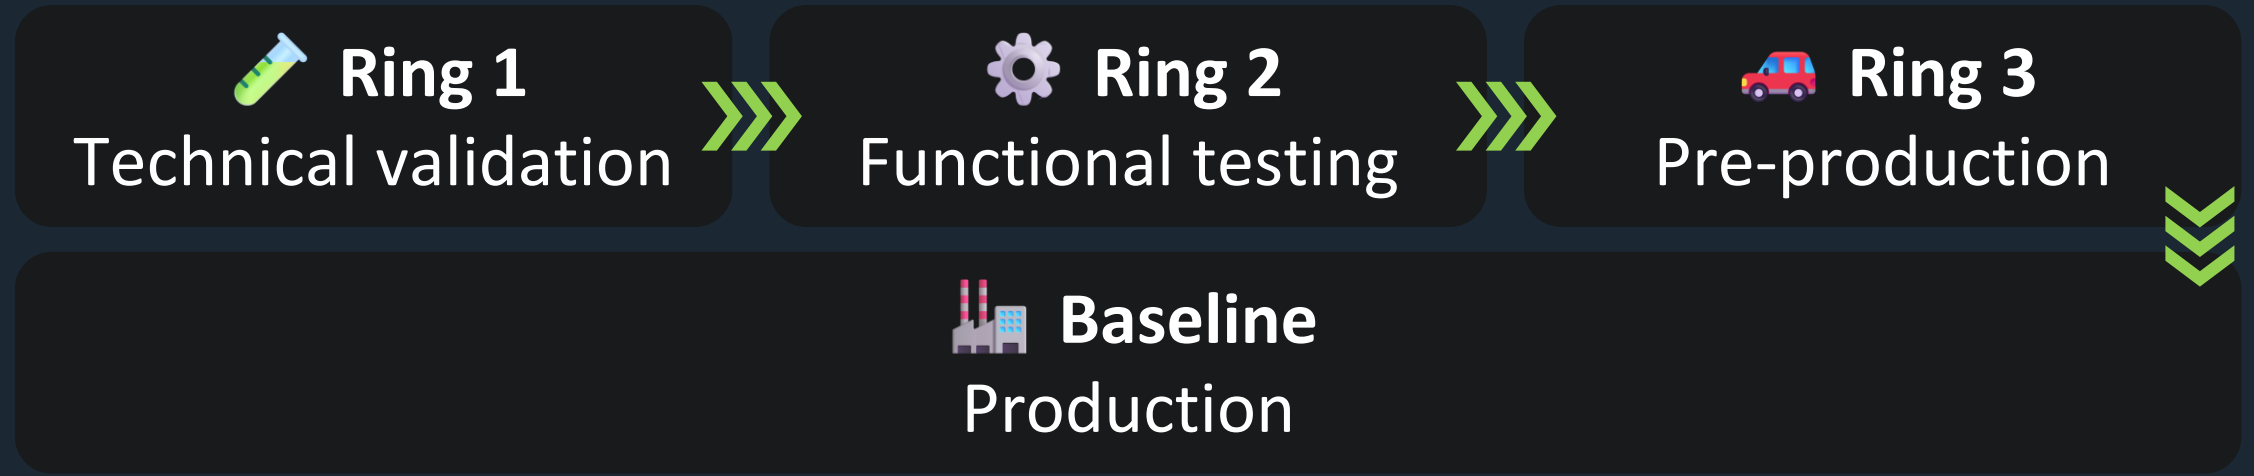 Ring 1
Technical validation
Ring 2
Functional testing
Ring 3
Pre-production
Baseline
Production